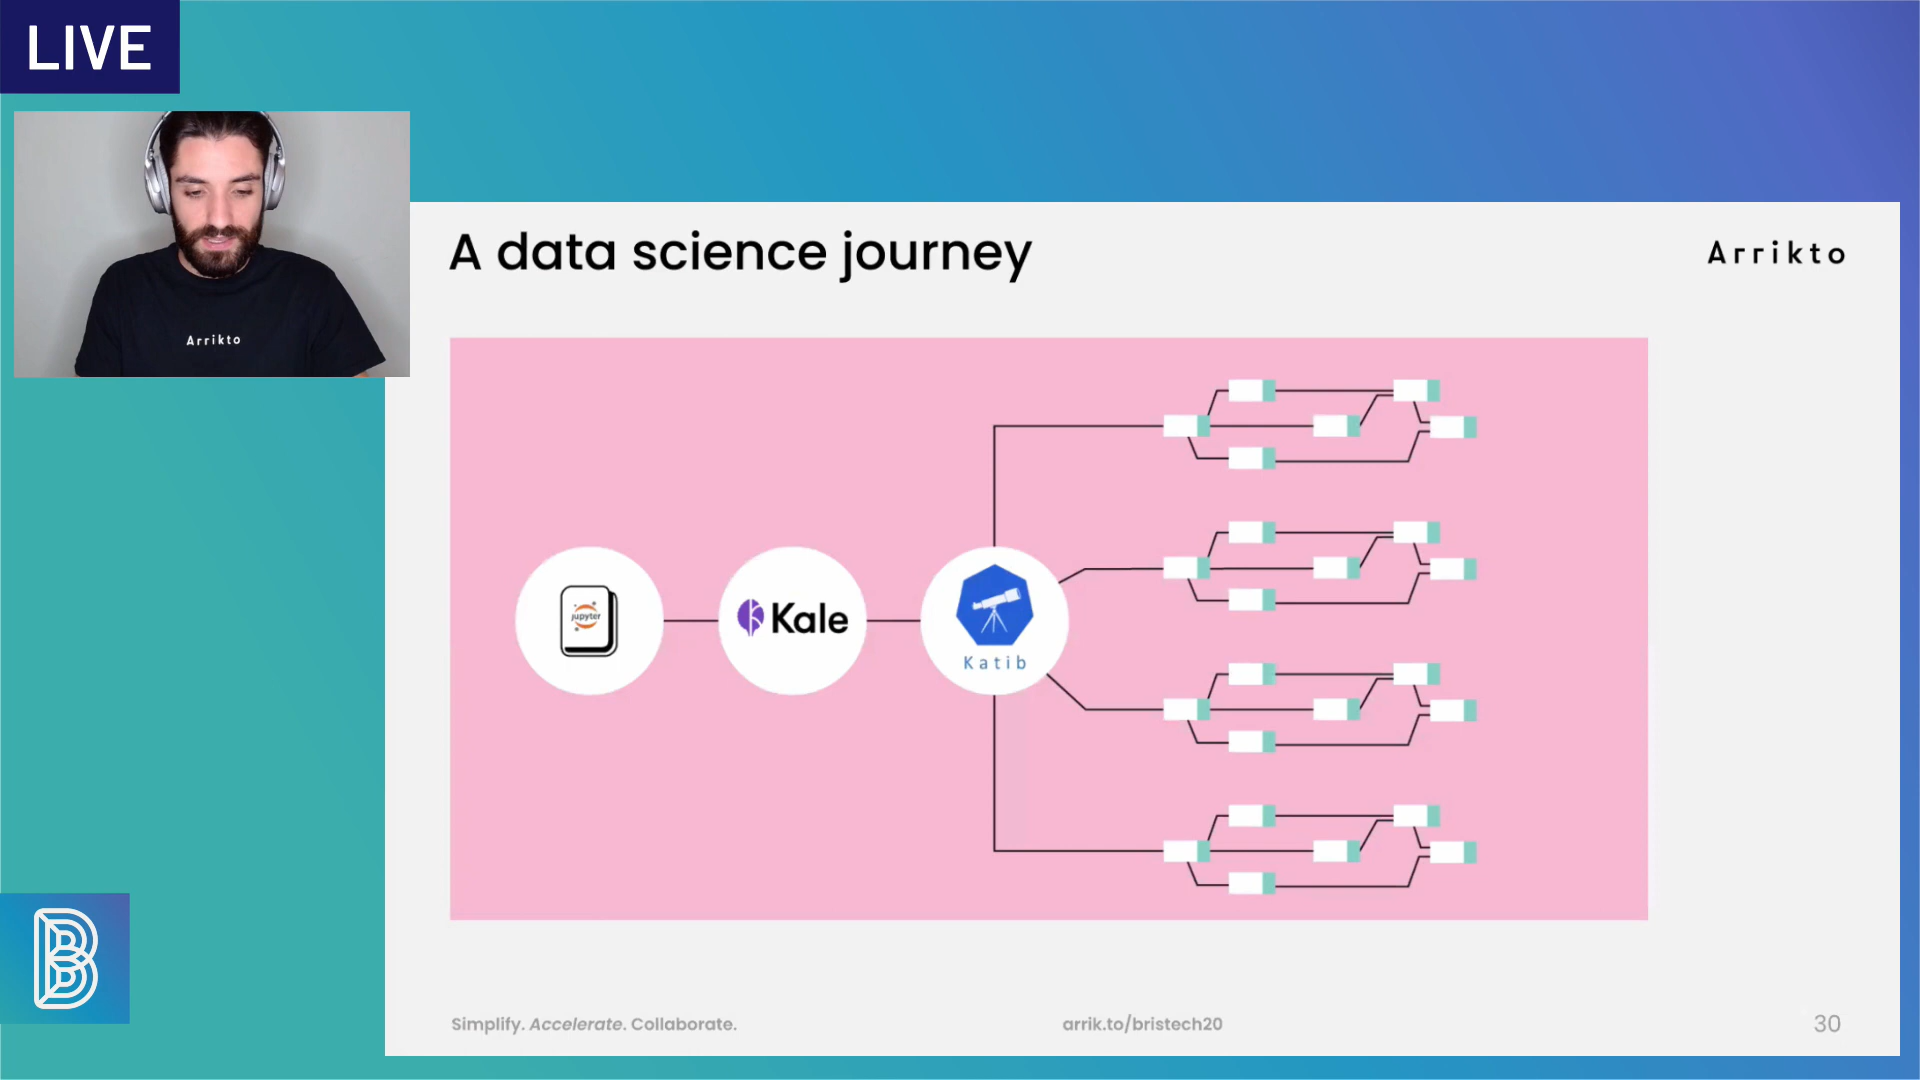 LIVE
Arrikto
A data science journey
Arrikto
jupyter
Kale
Katib
B
Simplify. Accelerate. Collaborate.
arrik.to/bristech20
30